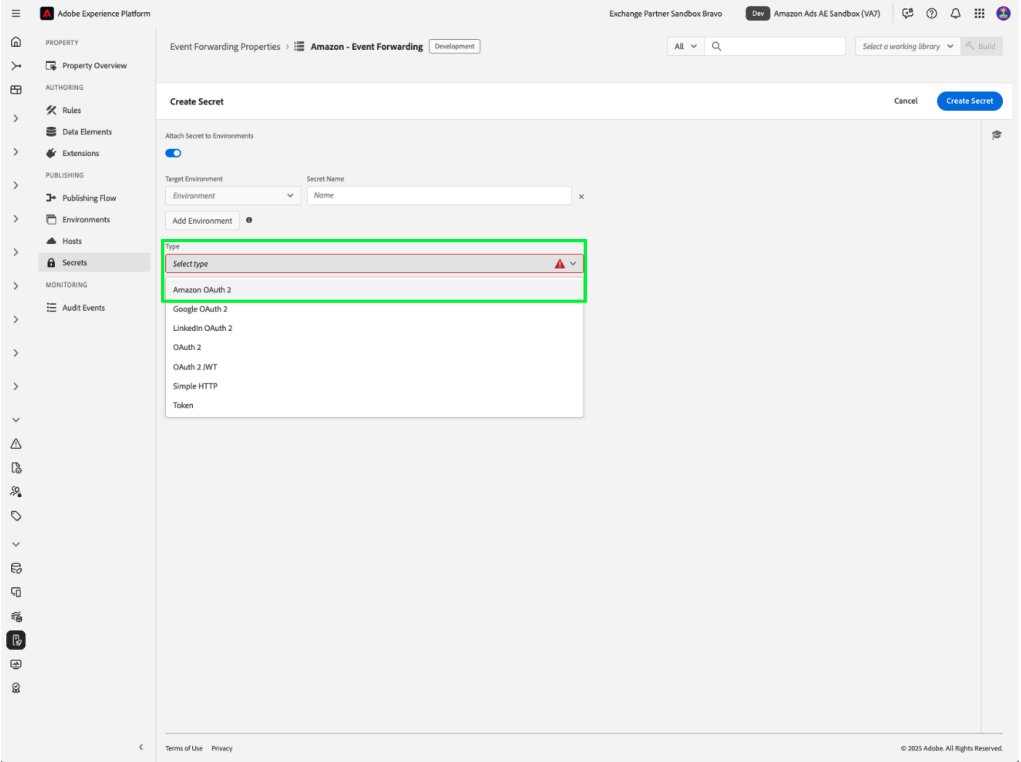 Adobe Experience Platform
Exchange Partner Sandbox Bravo
Dev
Amazon Ads AE Sandbox (VA7)
PROPERTY
Property Overview
AUTHORING
Rules
Data Elements
Extensions
PUBLISHING
Publishing Flow
Environments
Hosts
Secrets
MONITORING
Audit Events
Event Forwarding Properties > Amazon - Event Forwarding Development
All
Select a working library
Build
Create Secret
Cancel
Create Secret
Attach Secret to Environments
Target Environment
Secret Name
Environment
Name
Add Environment
Type
Select type
Amazon OAuth 2
Google OAuth 2
LinkedIn OAuth 2
OAuth 2
OAuth 2 JWT
Simple HTTP
Token
Terms of Use Privacy
© 2025 Adobe. All Rights Reserved.